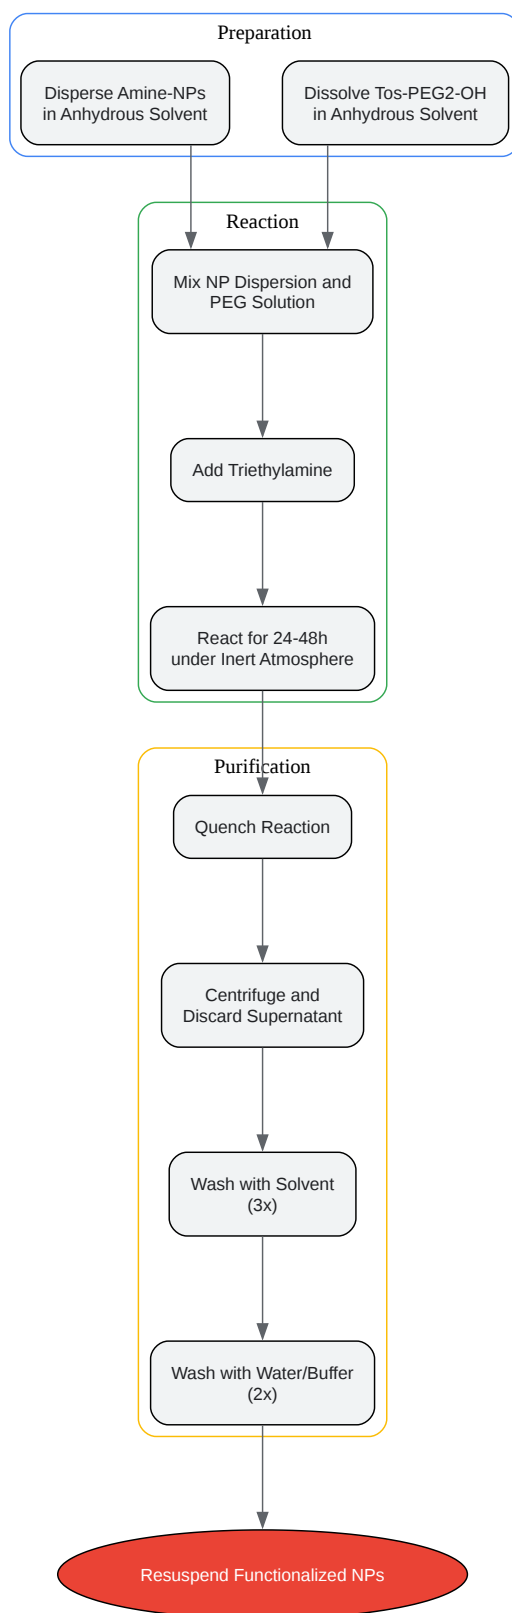 Preparation
Disperse Amine-NPs
in Anhydrous Solvent
Dissolve Tos-PEG2-OH
in Anhydrous Solvent
Reaction
Mix NP Dispersion and
PEG Solution
Add Triethylamine
React for 24-48h
under Inert Atmosphere
Purification
Quench Reaction
Centrifuge and
Discard Supernatant
Wash with Solvent
(3x)
Wash with Water/Buffer
(2x)
Resuspend Functionalized NPs